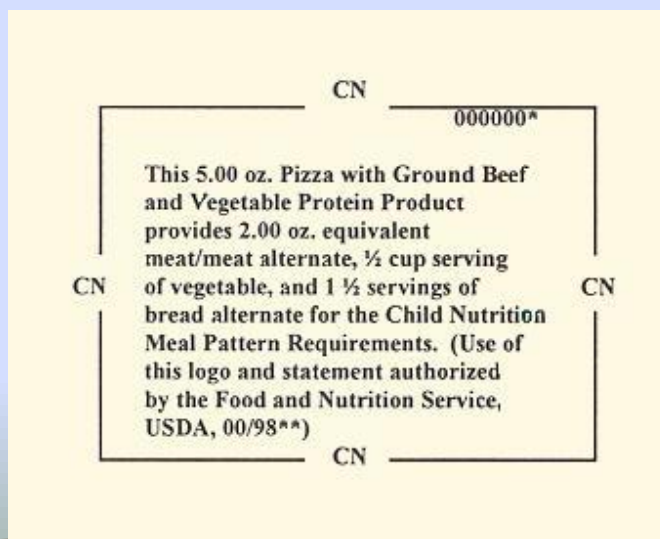 CN
000000*
This 5.00 oz. Pizza with Ground Beef
and Vegetable Protein Product
provides 2.00 oz. equivalent
meat/meat alternate, ½ cup serving
CN of vegetable, and 1 ½ servings of CN
bread alternate for the Child Nutrition
Meal Pattern Requirements. (Use of
this logo and statement authorized
by the Food and Nutrition Service,
USDA, 00/98**)
CN